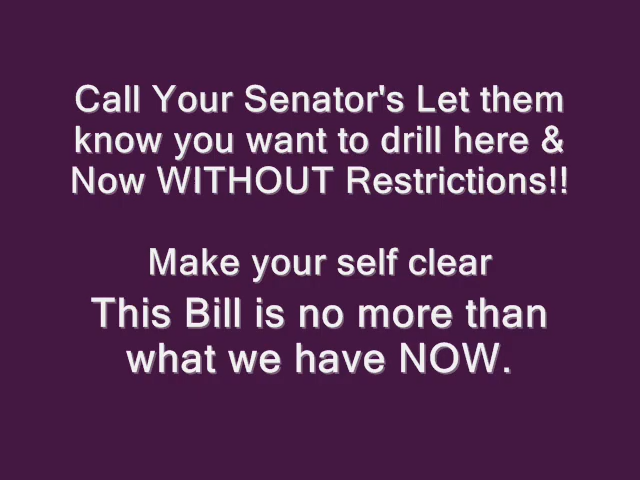 Call Your Senator's Let them
know you want to drill here &
Now WITHOUT Restrictions!!
Make your self clear
This Bill is no more than
what we have NOW.